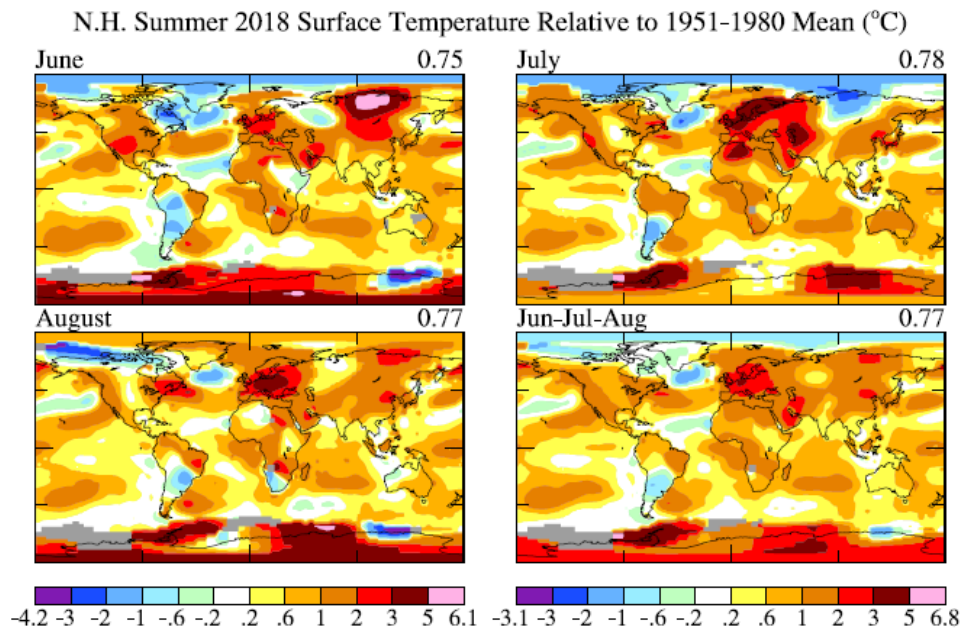 N.H. Summer 2018 Surface Temperature Relative to 1951-1980 Mean (°C)
June 0.75
July 0.78
August 0.77
Jun-Jul-Aug 0.77
-4.2 -3 -2 -1 -.6 -.2 .2 .6 1 2 3 5 6.1
-3.1 -2 -1 -.6 -.2 .2 .6 1 2 3 5 6.8